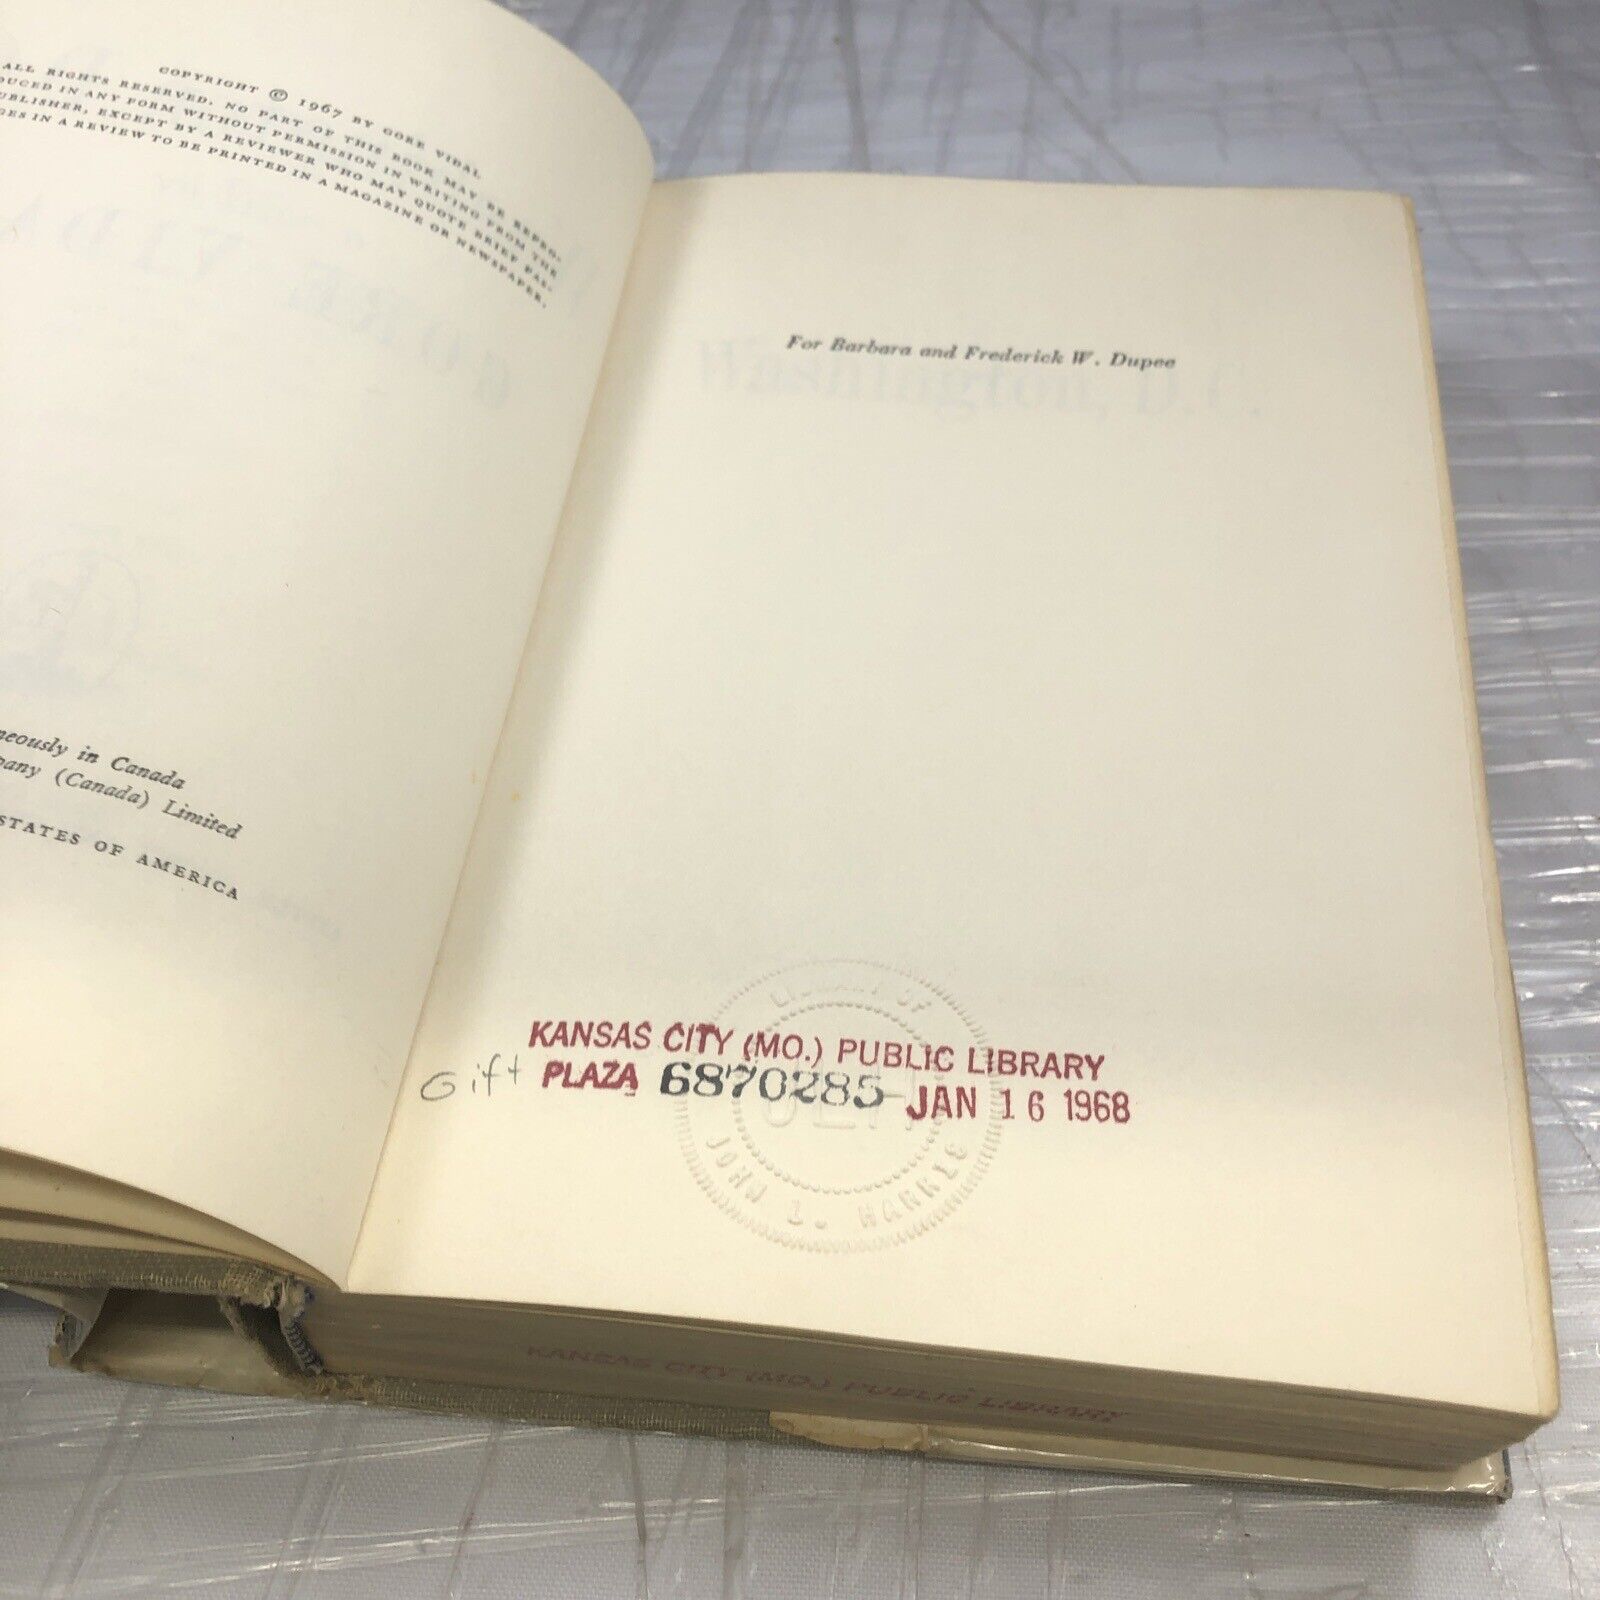 COPYRIGHT © 1967 BY GORE VIDAL
ALL RIGHTS RESERVED. NO PART OF THIS BOOK MAY BE REPRO-
DUCED IN ANY FORM WITHOUT PERMISSION IN WRITING FROM THE
PUBLISHER, EXCEPT BY A REVIEWER WHO MAY QUOTE BRIEF PAS-
GES IN A REVIEW TO BE PRINTED IN A MAGAZINE OR NEWSPAPER.
neously in Canada
pany (Canada) Limited
STATES OF AMERICA
For Barbara and Frederick W. Dupee
Washington, D.C.
LIBRARY OF
KANSAS CITY (MO.) PUBLIC LIBRARY
Gift PLAZA 6870285 JAN 16 1968
JOHN L. HARRIS
KANSAS CITY (MO.) PUBLIC LIBRARY